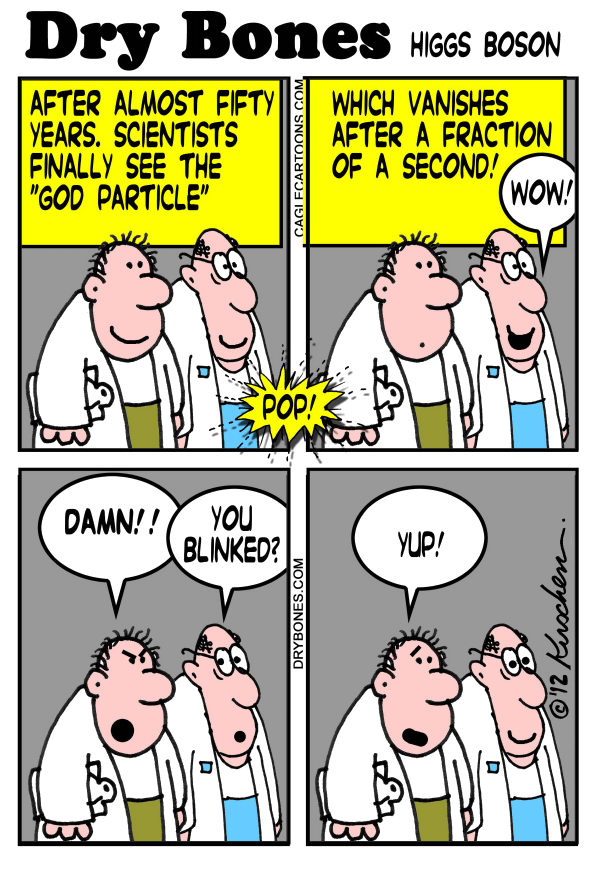 Dry Bones HIGGS BOSON
AFTER ALMOST FIFTY
YEARS. SCIENTISTS
FINALLY SEE THE
"GOD PARTICLE"
CAGLECARTOONS.COM
WHICH VANISHES
AFTER A FRACTION
OF A SECOND!
WOW!
POP!
DAMN!!
YOU
BLINKED?
DRYBONES.COM
YUP!
©'12 Kirschen